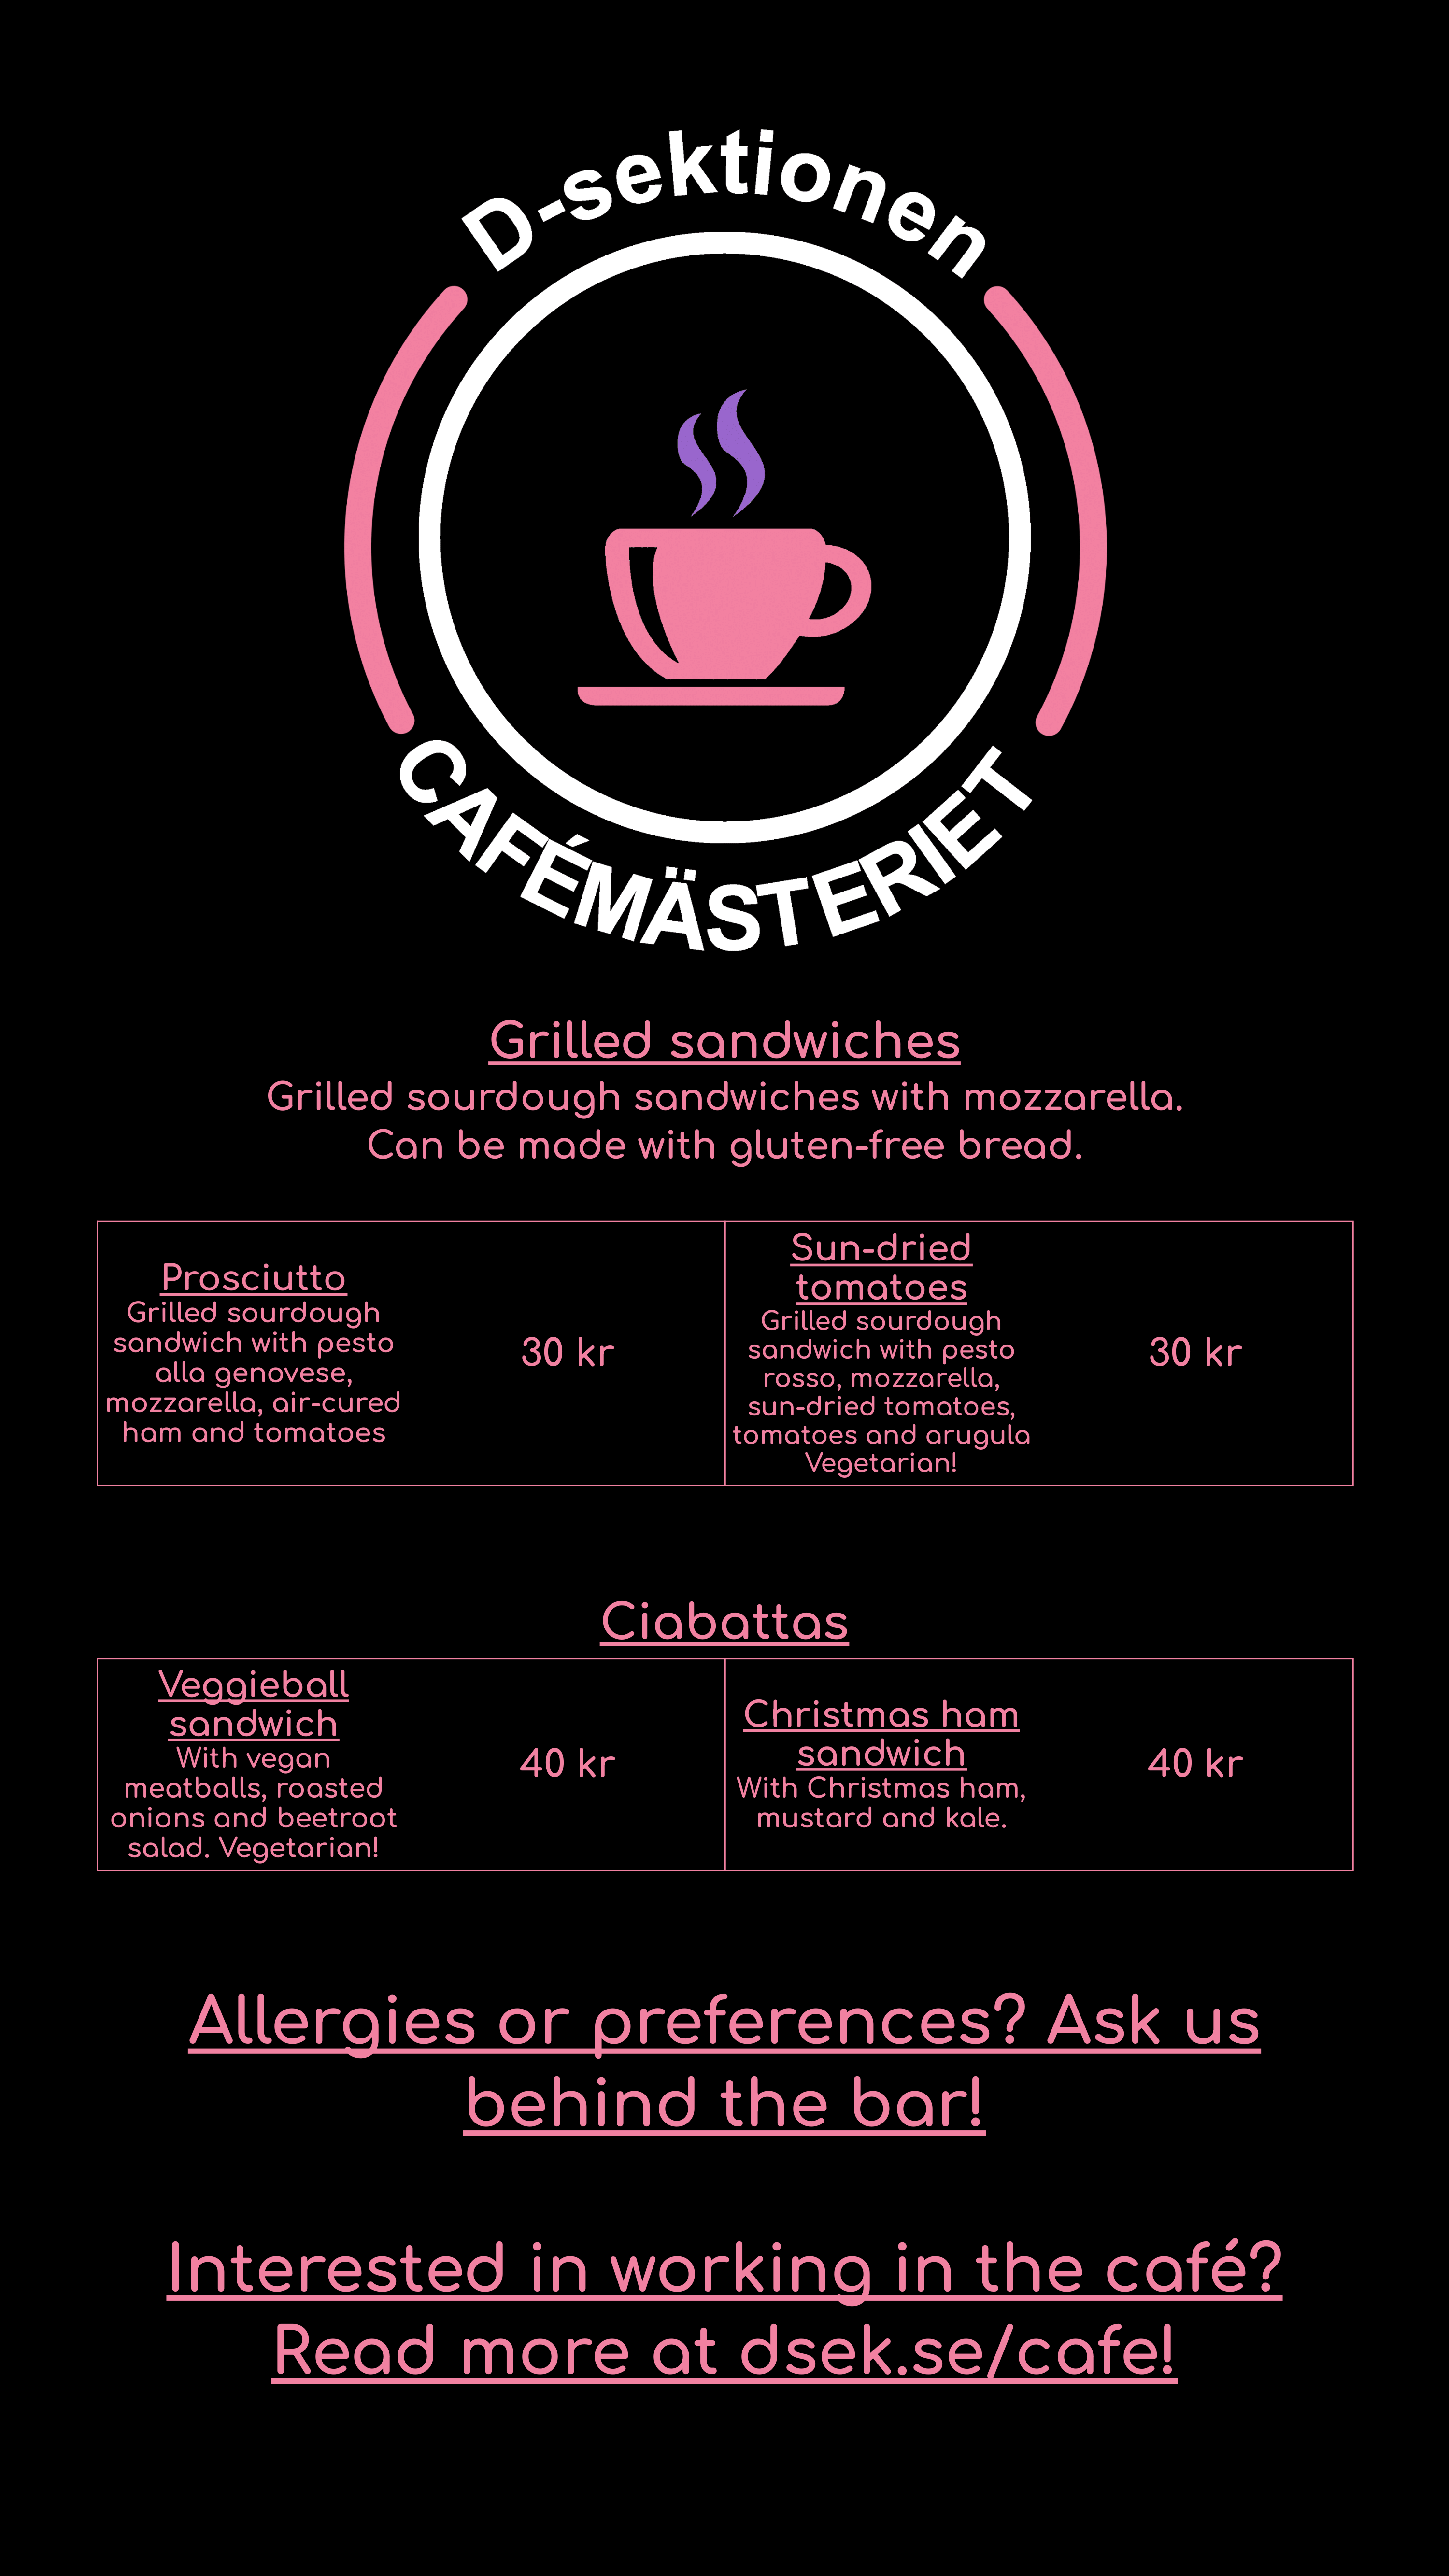 D-sektionen
CAFÉMÄSTERIET
Grilled sandwiches
Grilled sourdough sandwiches with mozzarella.
Can be made with gluten-free bread.
Prosciutto
Grilled sourdough
sandwich with pesto
alla genovese,
mozzarella, air-cured
ham and tomatoes
30 kr
Sun-dried
tomatoes
Grilled sourdough
sandwich with pesto
rosso, mozzarella,
sun-dried tomatoes,
tomatoes and arugula
Vegetarian!
30 kr
Ciabattas
Veggieball
sandwich
With vegan
meatballs, roasted
onions and beetroot
salad. Vegetarian!
40 kr
Christmas ham
sandwich
With Christmas ham,
mustard and kale.
40 kr
Allergies or preferences? Ask us
behind the bar!
Interested in working in the café?
Read more at dsek.se/cafe!